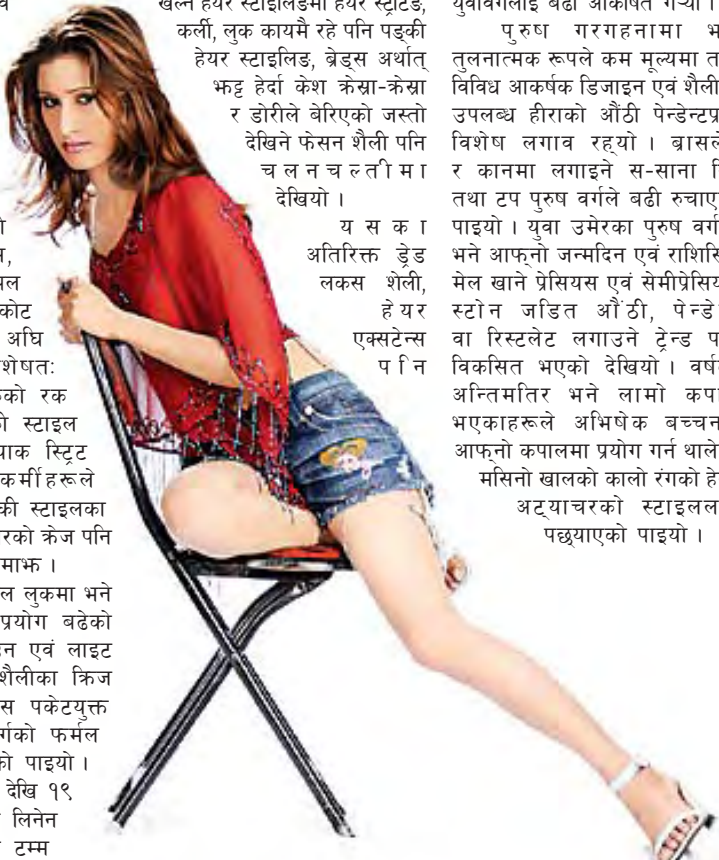 शेषतः
को रक
स्टाइल
याक स्ट्रिट
कर्मीहरूले
की स्टाइलका
रको क्रेज पनि
माझ ।
ल लुकमा भने
प्रयोग बढेको
न एवं लाइट
शैलीका क्रिज
स पकेटयुक्त
र्गको फर्मल
को पाइयो ।
देखि १९
लिनेन
टम्म
खेल्ने हेयर स्टाइलिङमा हेयर स्ट्रेटिङ,
कर्ली, लुक कायमै रहे पनि पङ्की
हेयर स्टाइलिङ, ब्रेड्स अर्थात्
झट्ट हेर्दा केश क्रेस्रा-क्रेस्रा
र डोरीले बेरिएको जस्तो
देखिने फेसन शैली पनि
चलनचल्तीमा
देखियो ।
यसका
अतिरिक्त ड्रेड
लकस शेली,
हेयर
एक्सटेन्स
पनि
युवावर्गलाई बढी आकर्षित गर्‍यो ।
पुरुष गरगहनामा भ
तुलनात्मक रूपले कम मूल्यमा त
विविध आकर्षक डिजाइन एवं शैली
उपलब्ध हीराको औंठी पेन्डेन्टप्र
विशेष लगाव रह्यो । ब्रासले
र कानमा लगाइने स-साना रि
तथा टप पुरुष वर्गले बढी रुचाए
पाइयो । युवा उमेरका पुरुष वर्ग
भने आफ्नो जन्मदिन एवं राशिसि
मेल खाने प्रेसियस एवं सेमीप्रेसिय
स्टोन जडित औंठी, पेन्डे
वा रिस्टलेट लगाउने ट्रेन्ड प
विकसित भएको देखियो । वर्ष
अन्तिमतिर भने लामो कपा
भएकाहरूले अभिषेक बच्चन
आफ्नो कपालमा प्रयोग गर्न थाले
मसिनो खालको कालो रंगको हे
अट्याचरको स्टाइलल
पछ्याएको पाइयो ।